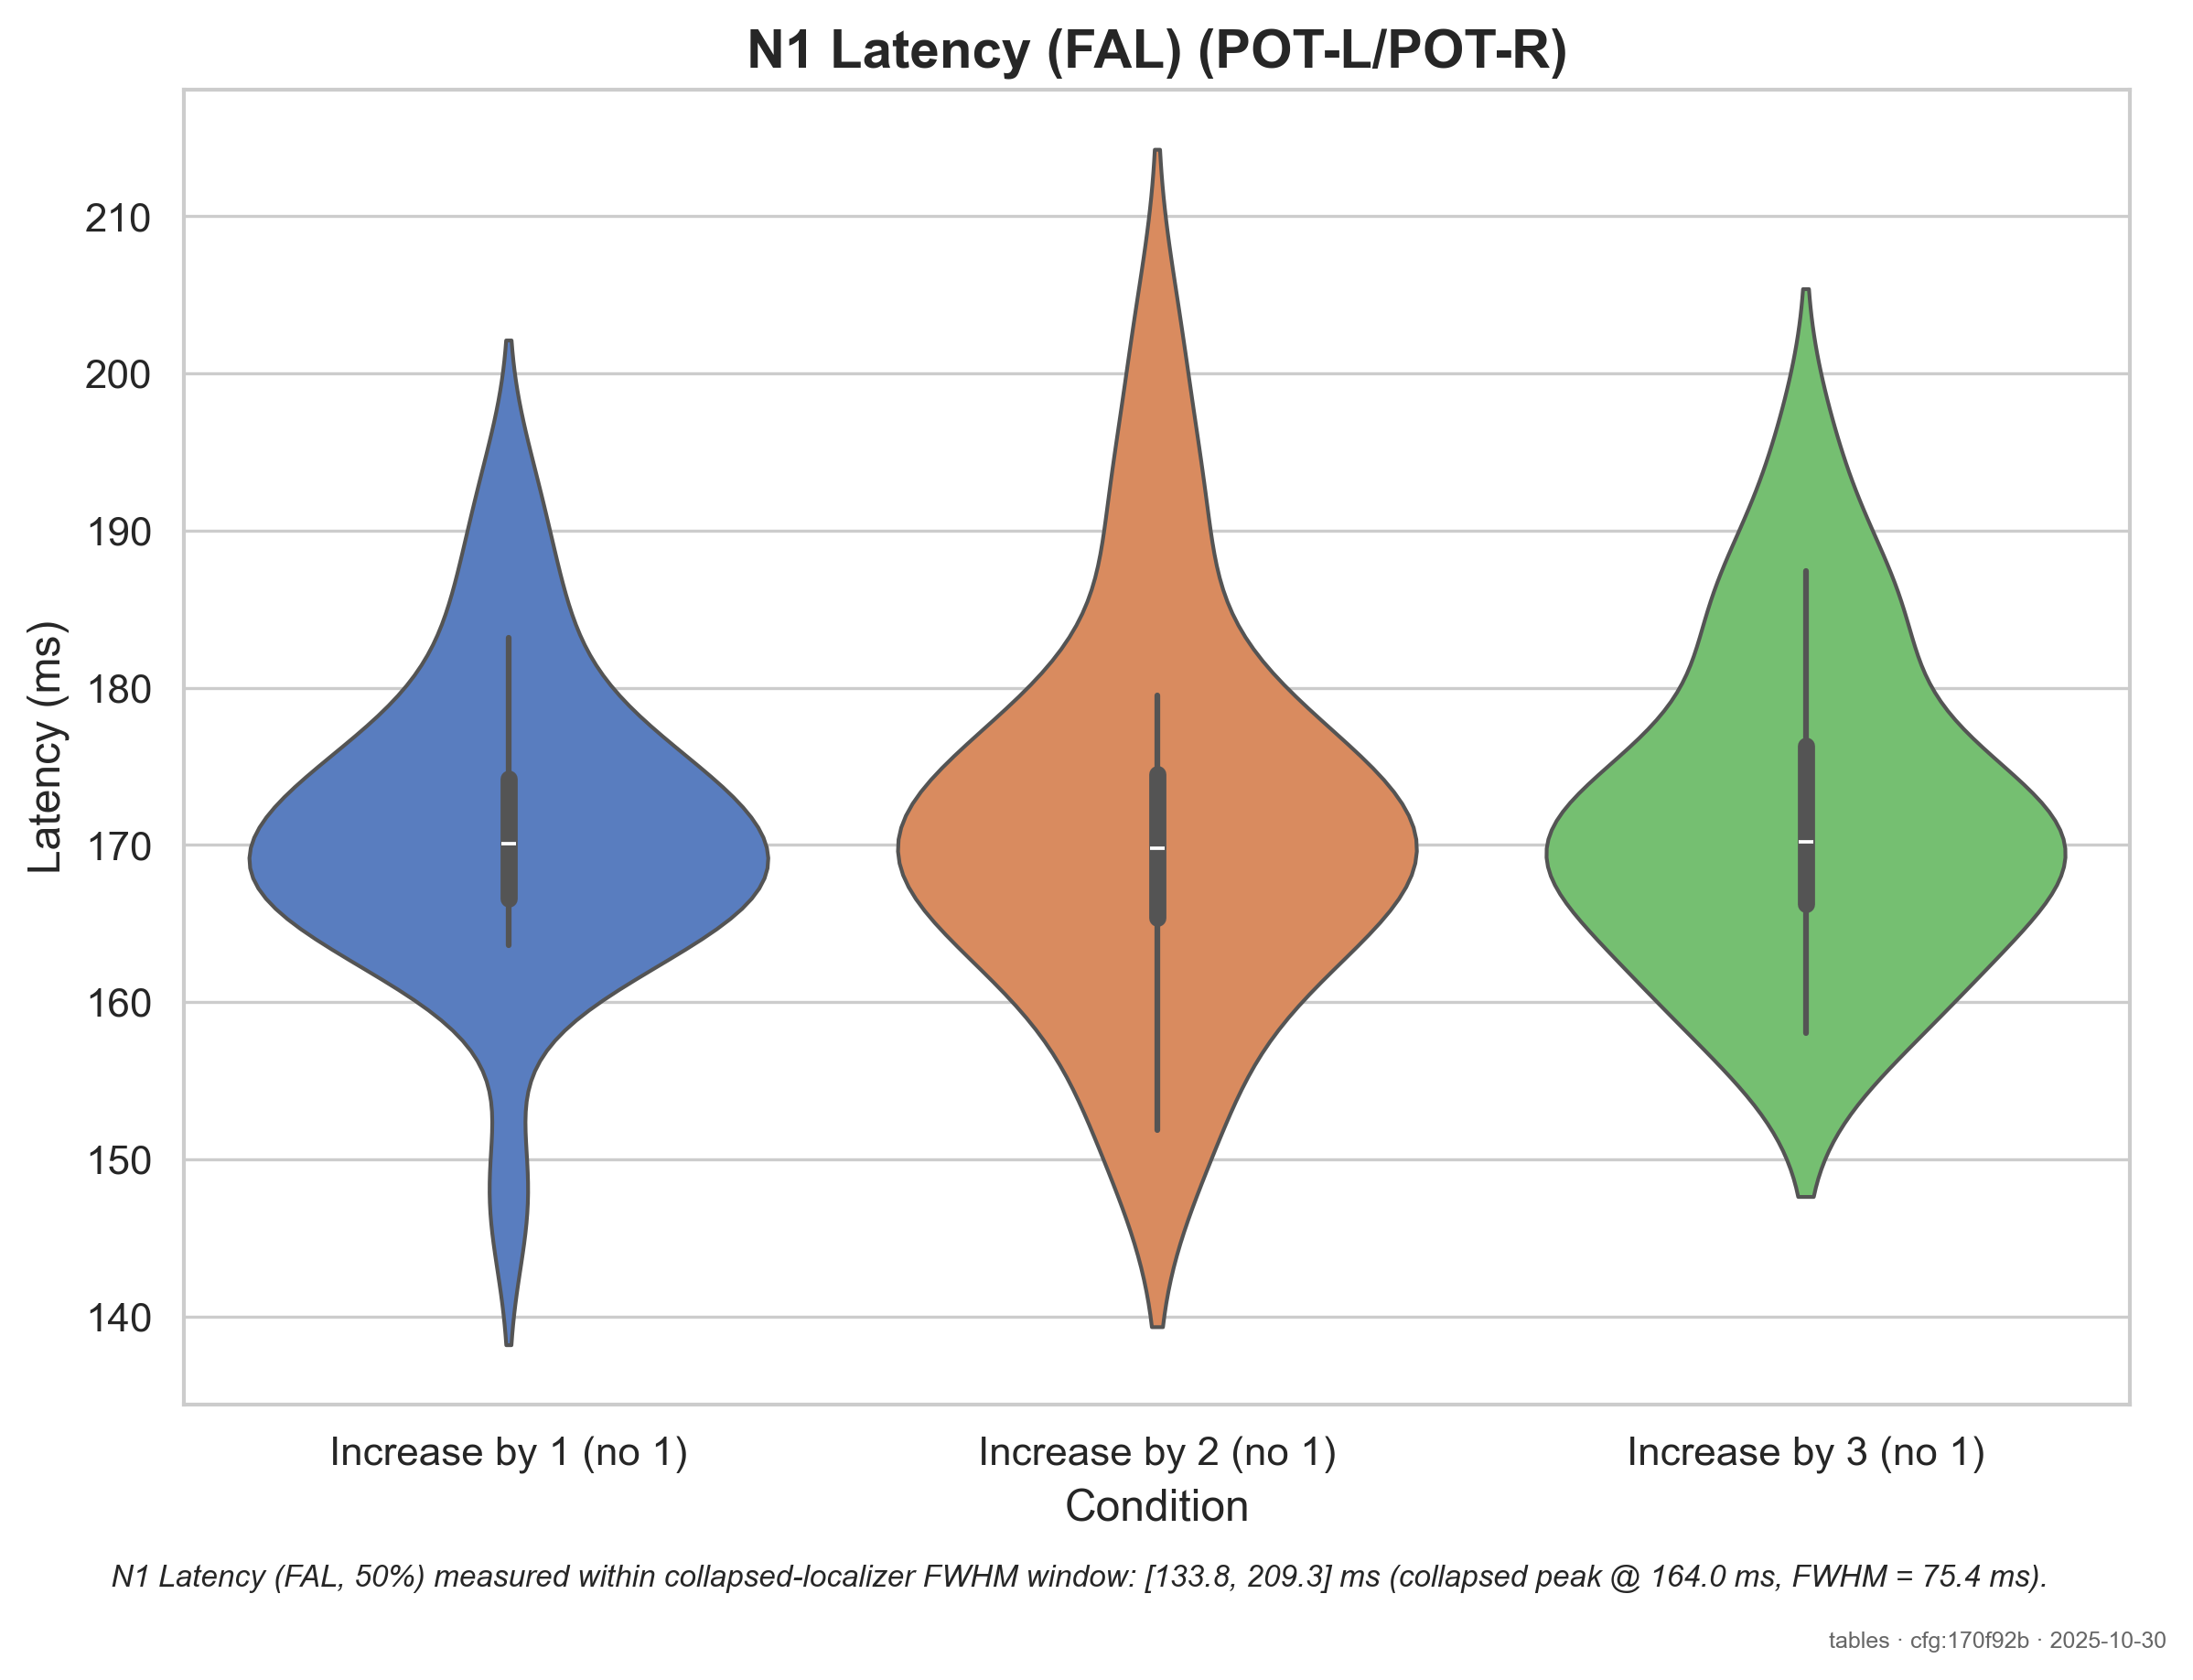 N1 Latency (FAL) (POT-L/POT-R)
Latency (ms)
210
200
190
180
170
160
150
140
Increase by 1 (no 1)
Increase by 2 (no 1)
Increase by 3 (no 1)
Condition
N1 Latency (FAL, 50%) measured within collapsed-localizer FWHM window: [133.8, 209.3] ms (collapsed peak @ 164.0 ms, FWHM = 75.4 ms).
tables · cfg:170f92b · 2025-10-30